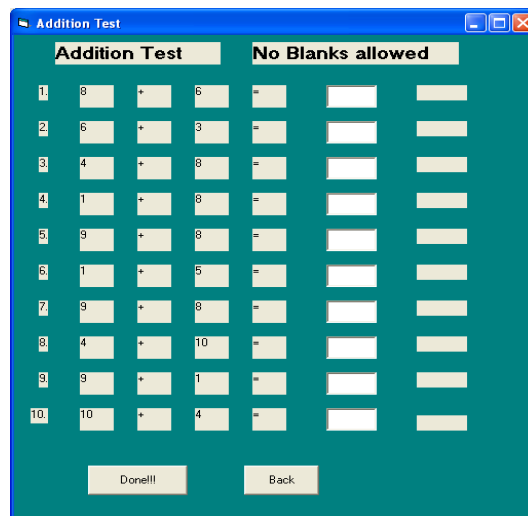 Addition Test
Addition Test No Blanks allowed
1. 8 + 6 =
2. 6 + 3 =
3. 4 + 8 =
4. 1 + 8 =
5. 9 + 8 =
6. 1 + 5 =
7. 9 + 8 =
8. 4 + 10 =
9. 9 + 1 =
10. 10 + 4 =
Done!!! Back